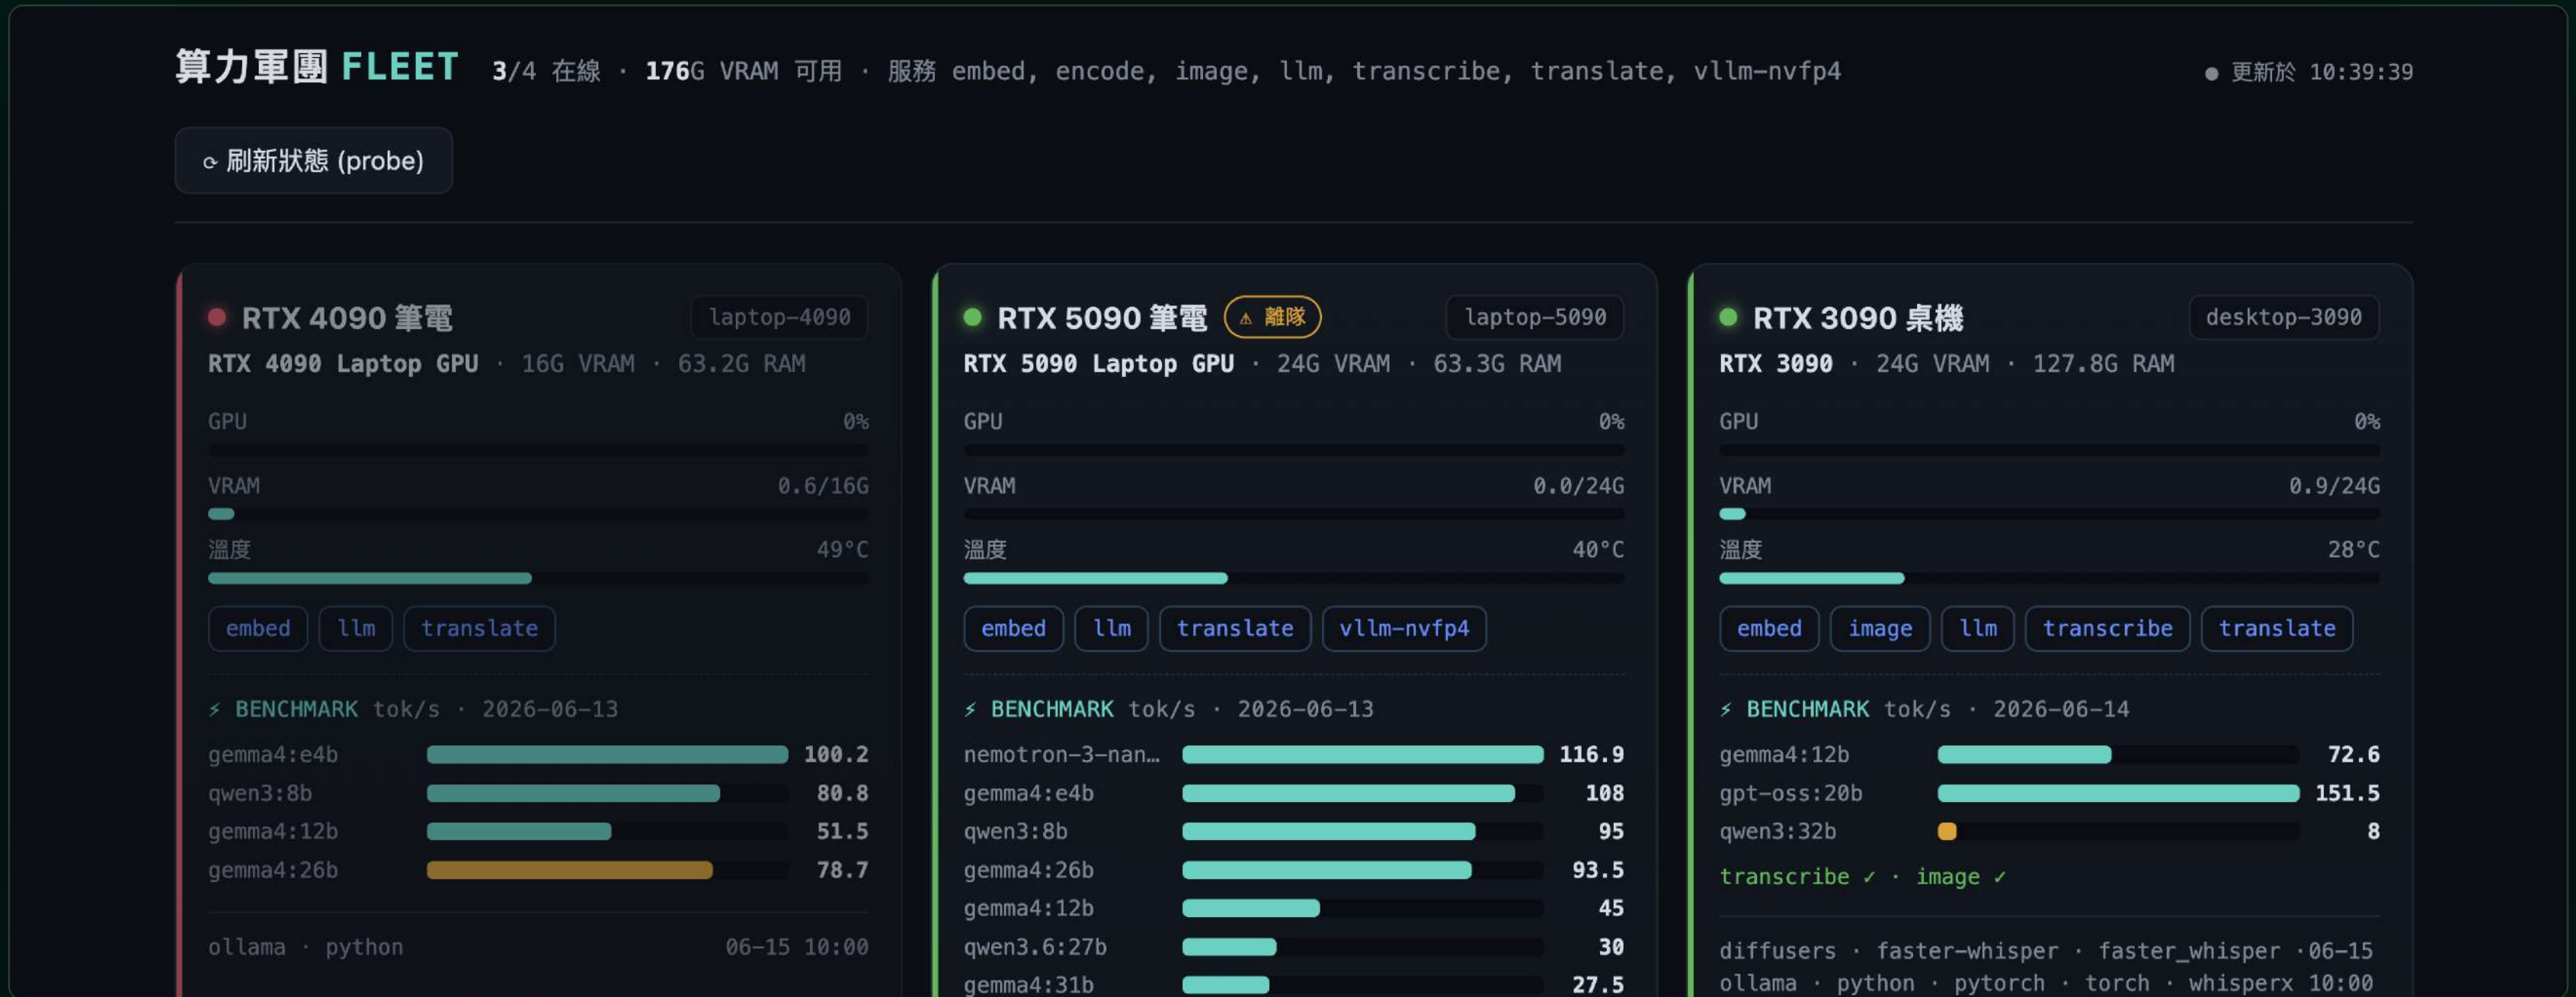 算力軍團 FLEET 3/4 在線 · 176G VRAM 可用 · 服務 embed, encode, image, llm, transcribe, translate, vllm-nvfp4
● 更新於 10:39:39
⟳ 刷新狀態 (probe)
RTX 4090 筆電 laptop-4090
RTX 4090 Laptop GPU · 16G VRAM · 63.2G RAM
GPU 0%
VRAM 0.6/16G
溫度 49°C
embed llm translate
⚡ BENCHMARK tok/s · 2026-06-13
gemma4:e4b 100.2
qwen3:8b 80.8
gemma4:12b 51.5
gemma4:26b 78.7
ollama · python 06-15 10:00
RTX 5090 筆電 ⚠ 離隊 laptop-5090
RTX 5090 Laptop GPU · 24G VRAM · 63.3G RAM
GPU 0%
VRAM 0.0/24G
溫度 40°C
embed llm translate vllm-nvfp4
⚡ BENCHMARK tok/s · 2026-06-13
nemotron-3-nan… 116.9
gemma4:e4b 108
qwen3:8b 95
gemma4:26b 93.5
gemma4:12b 45
qwen3.6:27b 30
gemma4:31b 27.5
RTX 3090 桌機 desktop-3090
RTX 3090 · 24G VRAM · 127.8G RAM
GPU 0%
VRAM 0.9/24G
溫度 28°C
embed image llm transcribe translate
⚡ BENCHMARK tok/s · 2026-06-14
gemma4:12b 72.6
gpt-oss:20b 151.5
qwen3:32b 8
transcribe ✓ · image ✓
diffusers · faster-whisper · faster_whisper · 06-15
ollama · python · pytorch · torch · whisperx 10:00